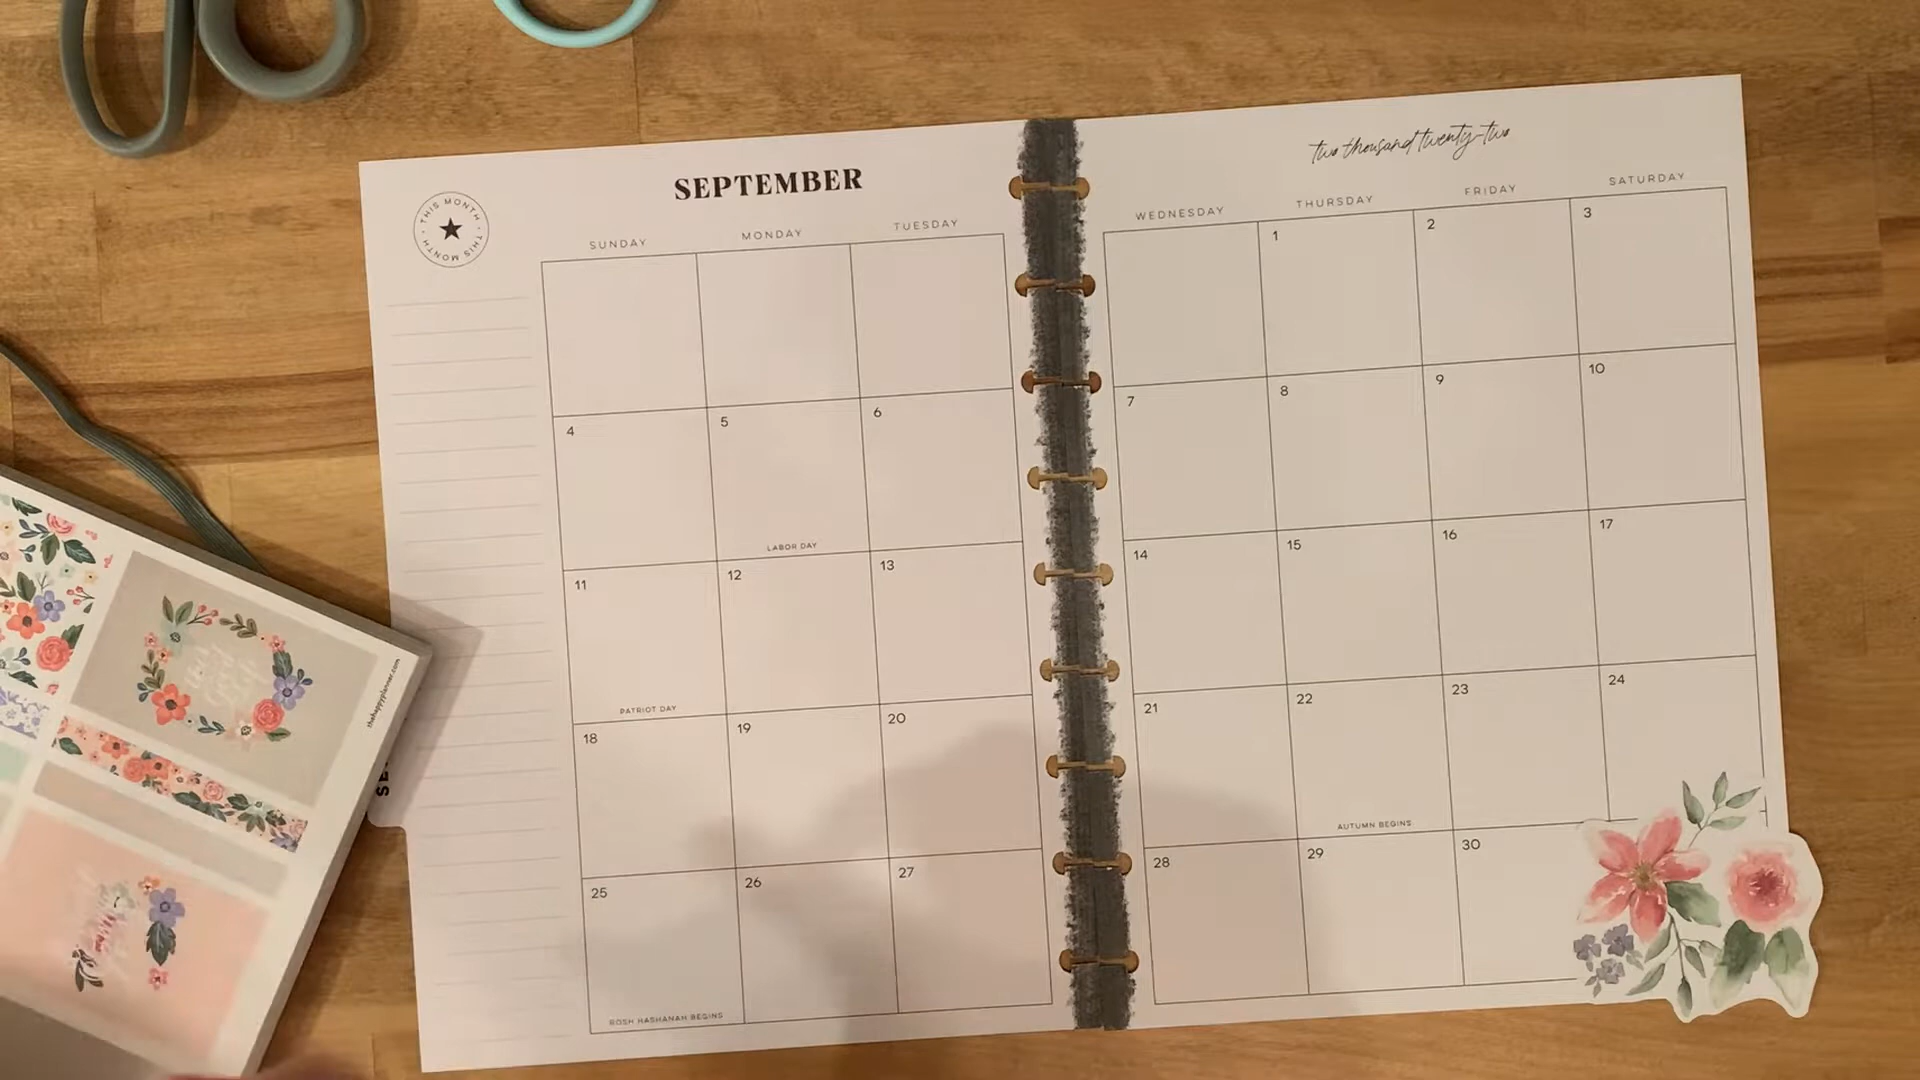 SEPTEMBER
two thousand twenty-two
THIS MONTH · THIS MONTH ·
SUNDAY MONDAY TUESDAY WEDNESDAY THURSDAY FRIDAY SATURDAY
1 2 3
4 5 6 7 8 9 10
LABOR DAY
11 12 13 14 15 16 17
PATRIOT DAY
18 19 20 21 22 23 24
AUTUMN BEGINS
25 26 27 28 29 30
ROSH HASHANAH BEGINS
thehappyplanner.com